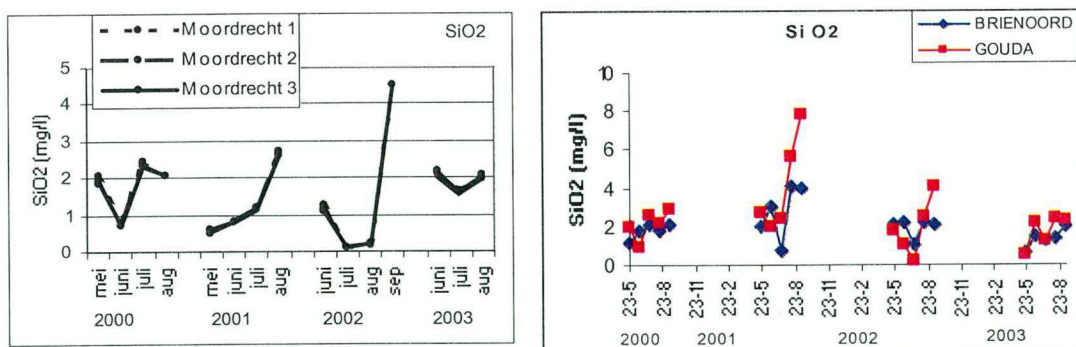 Moordrecht 1
Moordrecht 2
Moordrecht 3
SiO2
SiO2 (mg/l)
5
4
3
2
1
0
mei juni juli aug mei juni juli aug juni juli aug sep juni juli aug
2000 2001 2002 2003
Si O2
BRIENOORD
GOUDA
SiO2 (mg/l)
10
8
6
4
2
0
23-5 23-8 23-11 23-2 23-5 23-8 23-11 23-2 23-5 23-8 23-11 23-2 23-5 23-8
2000 2001 2002 2003